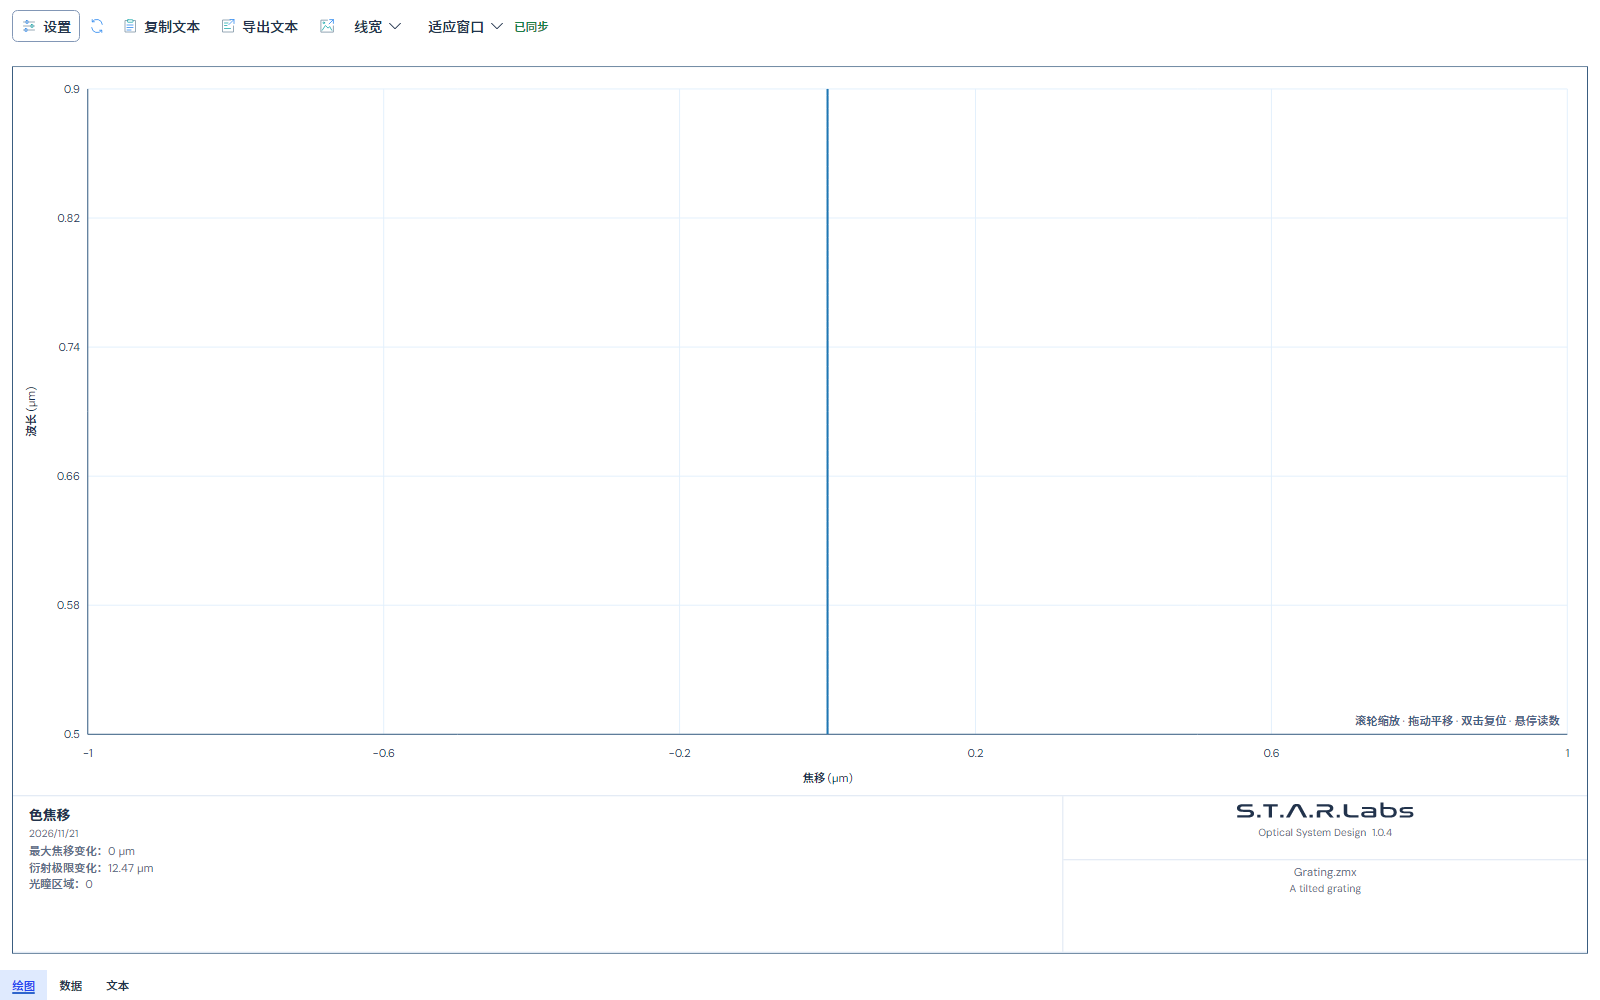 设置 复制文本 导出文本 线宽 适应窗口 已同步
0.9
0.82
0.74
0.66
0.58
0.5
波长 (μm)
-1 -0.6 -0.2 0.2 0.6 1
焦移 (μm)
滚轮缩放 · 拖动平移 · 双击复位 · 悬停读数
色焦移
2026/11/21
最大焦移变化： 0 μm
衍射极限变化： 12.47 μm
光瞳区域： 0
S.T.A.R.Labs
Optical System Design 1.0.4
Grating.zmx
A tilted grating
绘图 数据 文本